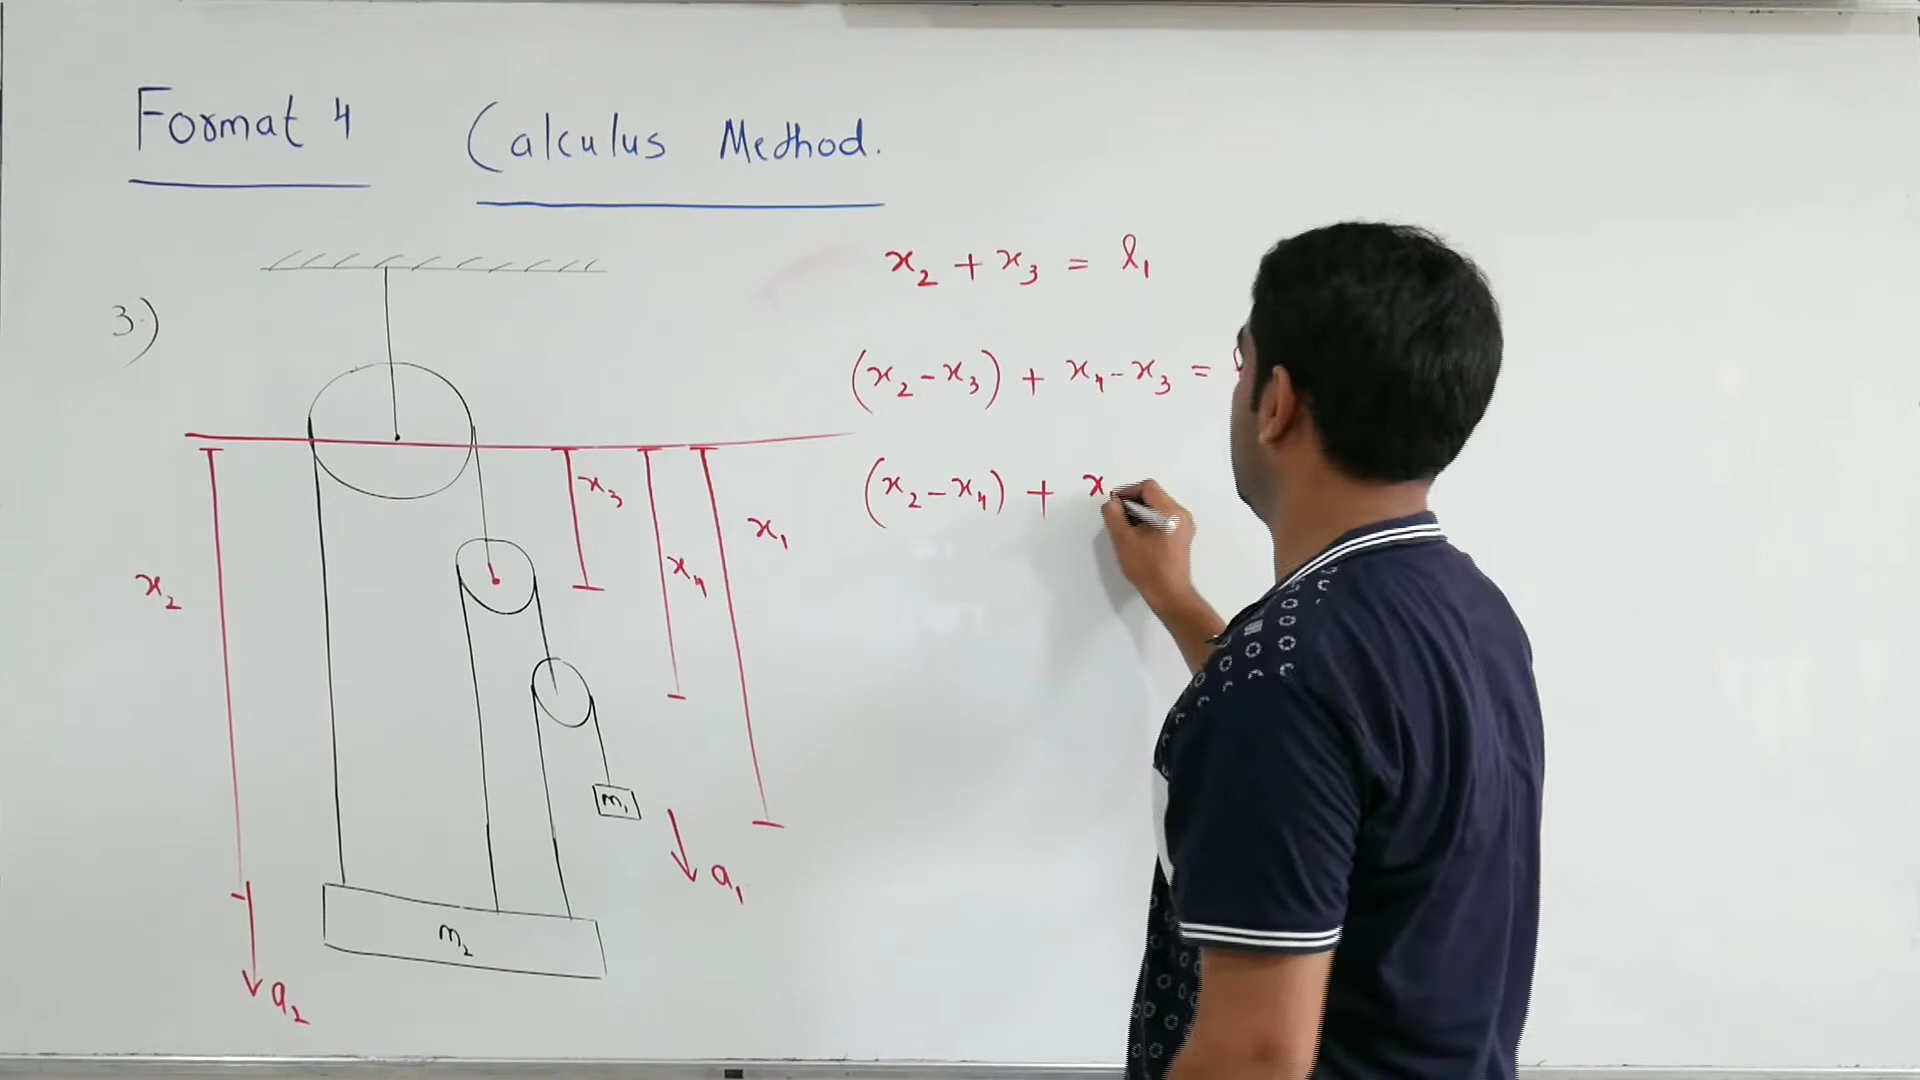 Format 4 Calculus Method.
3.)
x₂ + x₃ = l₁
(x₂ - x₃) + x₄ - x₃ =
(x₂ - x₄) + x
x₃
x₁
x₄
x₂
m₁
a₁
m₂
a₂